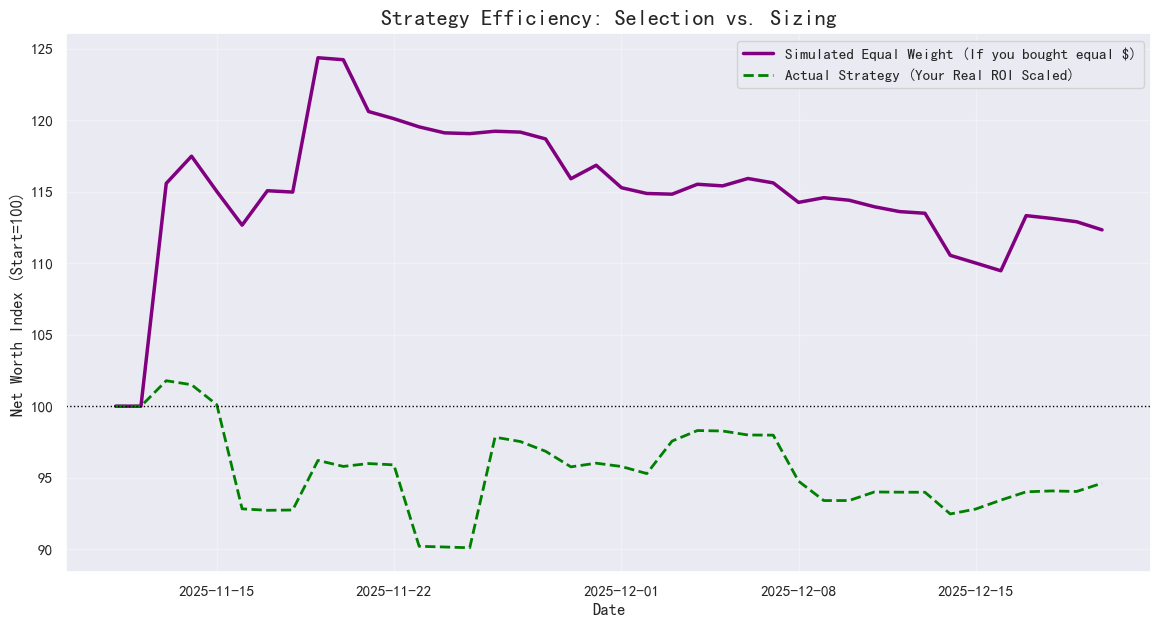 Strategy Efficiency: Selection vs. Sizing
Simulated Equal Weight (If you bought equal $)
Actual Strategy (Your Real ROI Scaled)
Net Worth Index (Start=100)
125
120
115
110
105
100
95
90
2025-11-15
2025-11-22
2025-12-01
2025-12-08
2025-12-15
Date